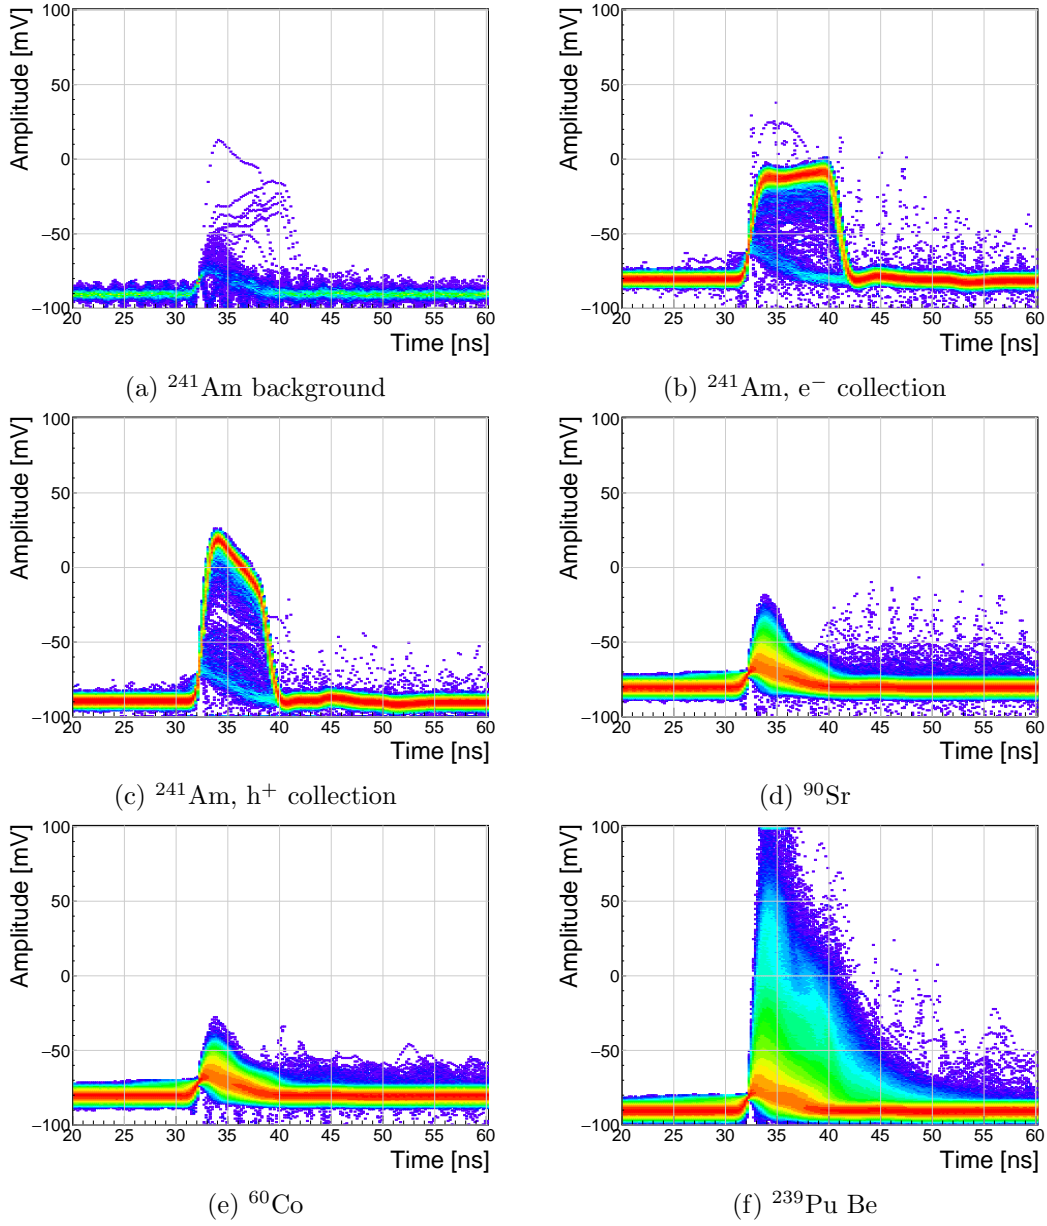 Amplitude [mV]
100
50
0
−50
−100
20 25 30 35 40 45 50 55 60
Time [ns]
(a) ²⁴¹Am background
Amplitude [mV]
100
50
0
−50
−100
20 25 30 35 40 45 50 55 60
Time [ns]
(b) ²⁴¹Am, e⁻ collection
Amplitude [mV]
100
50
0
−50
−100
20 25 30 35 40 45 50 55 60
Time [ns]
(c) ²⁴¹Am, h⁺ collection
Amplitude [mV]
100
50
0
−50
−100
20 25 30 35 40 45 50 55 60
Time [ns]
(d) ⁹⁰Sr
Amplitude [mV]
100
50
0
−50
−100
20 25 30 35 40 45 50 55 60
Time [ns]
(e) ⁶⁰Co
Amplitude [mV]
100
50
0
−50
−100
20 25 30 35 40 45 50 55 60
Time [ns]
(f) ²³⁹Pu Be